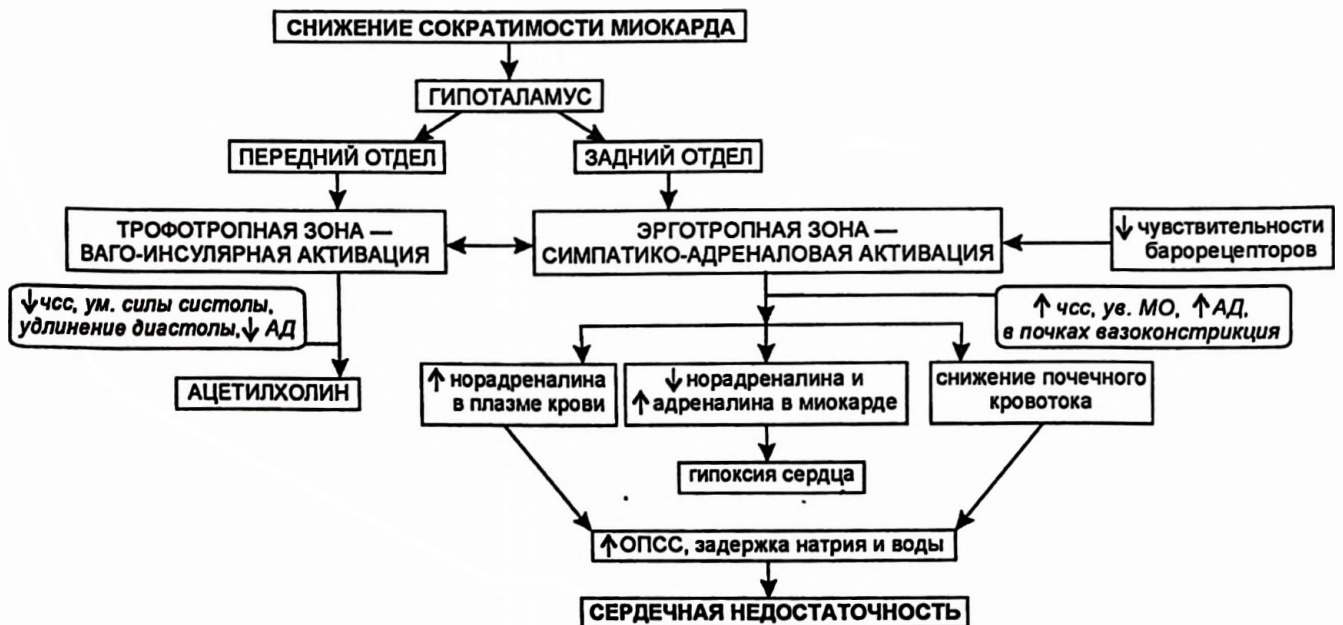 СНИЖЕНИЕ СОКРАТИМОСТИ МИОКАРДА
ГИПОТАЛАМУС
ПЕРЕДНИЙ ОТДЕЛ
ЗАДНИЙ ОТДЕЛ
ТРОФОТРОПНАЯ ЗОНА —
ВАГО-ИНСУЛЯРНАЯ АКТИВАЦИЯ
ЭРГОТРОПНАЯ ЗОНА —
СИМПАТИКО-АДРЕНАЛОВАЯ АКТИВАЦИЯ
↓ чувствительности
барорецепторов
↓чсс, ум. силы систолы,
удлинение диастолы,↓ АД
↑ чсс, ув. МО, ↑ АД,
в почках вазоконстрикция
АЦЕТИЛХОЛИН
↑ норадреналина
в плазме крови
↓ норадреналина и
↑ адреналина в миокарде
снижение почечного
кровотока
гипоксия сердца
↑ОПСС, задержка натрия и воды
СЕРДЕЧНАЯ НЕДОСТАТОЧНОСТЬ